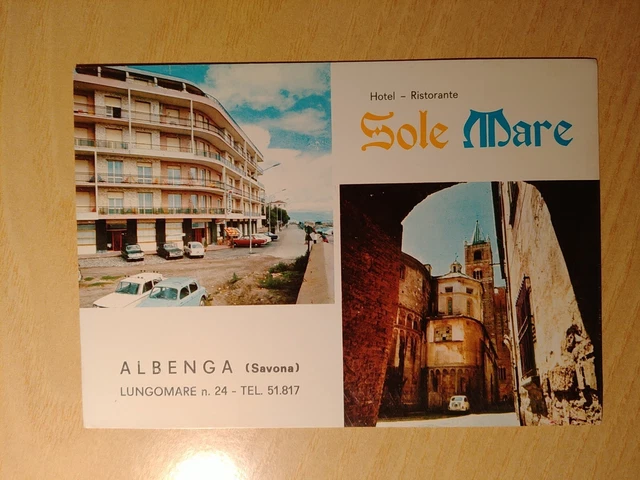 Hotel - Ristorante
Sole Mare
ALBENGA (Savona)
LUNGOMARE n. 24 - TEL. 51.817